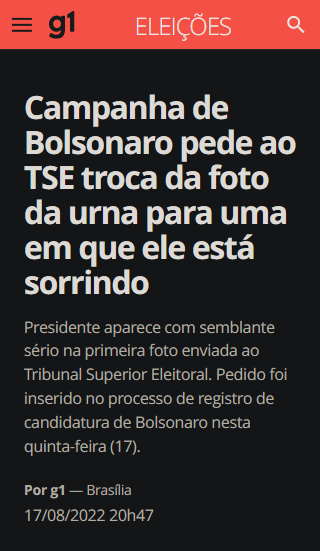 g1 ELEIÇÕES
Campanha de
Bolsonaro pede ao
TSE troca da foto
da urna para uma
em que ele está
sorrindo
Presidente aparece com semblante
sério na primeira foto enviada ao
Tribunal Superior Eleitoral. Pedido foi
inserido no processo de registro de
candidatura de Bolsonaro nesta
quinta-feira (17).
Por g1 — Brasília
17/08/2022 20h47